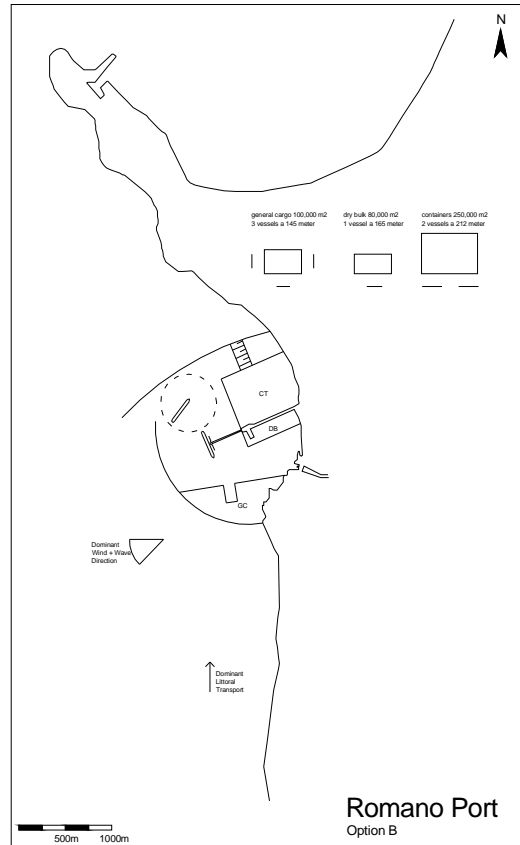 N
general cargo 100,000 m2
3 vessels a 145 meter
dry bulk 80,000 m2
1 vessel a 165 meter
containers 250,000 m2
2 vessels a 212 meter
CT
DB
GC
Dominant
Wind + Wave
Direction
Dominant
Littoral
Transport
Romano Port
Option B
500m
1000m